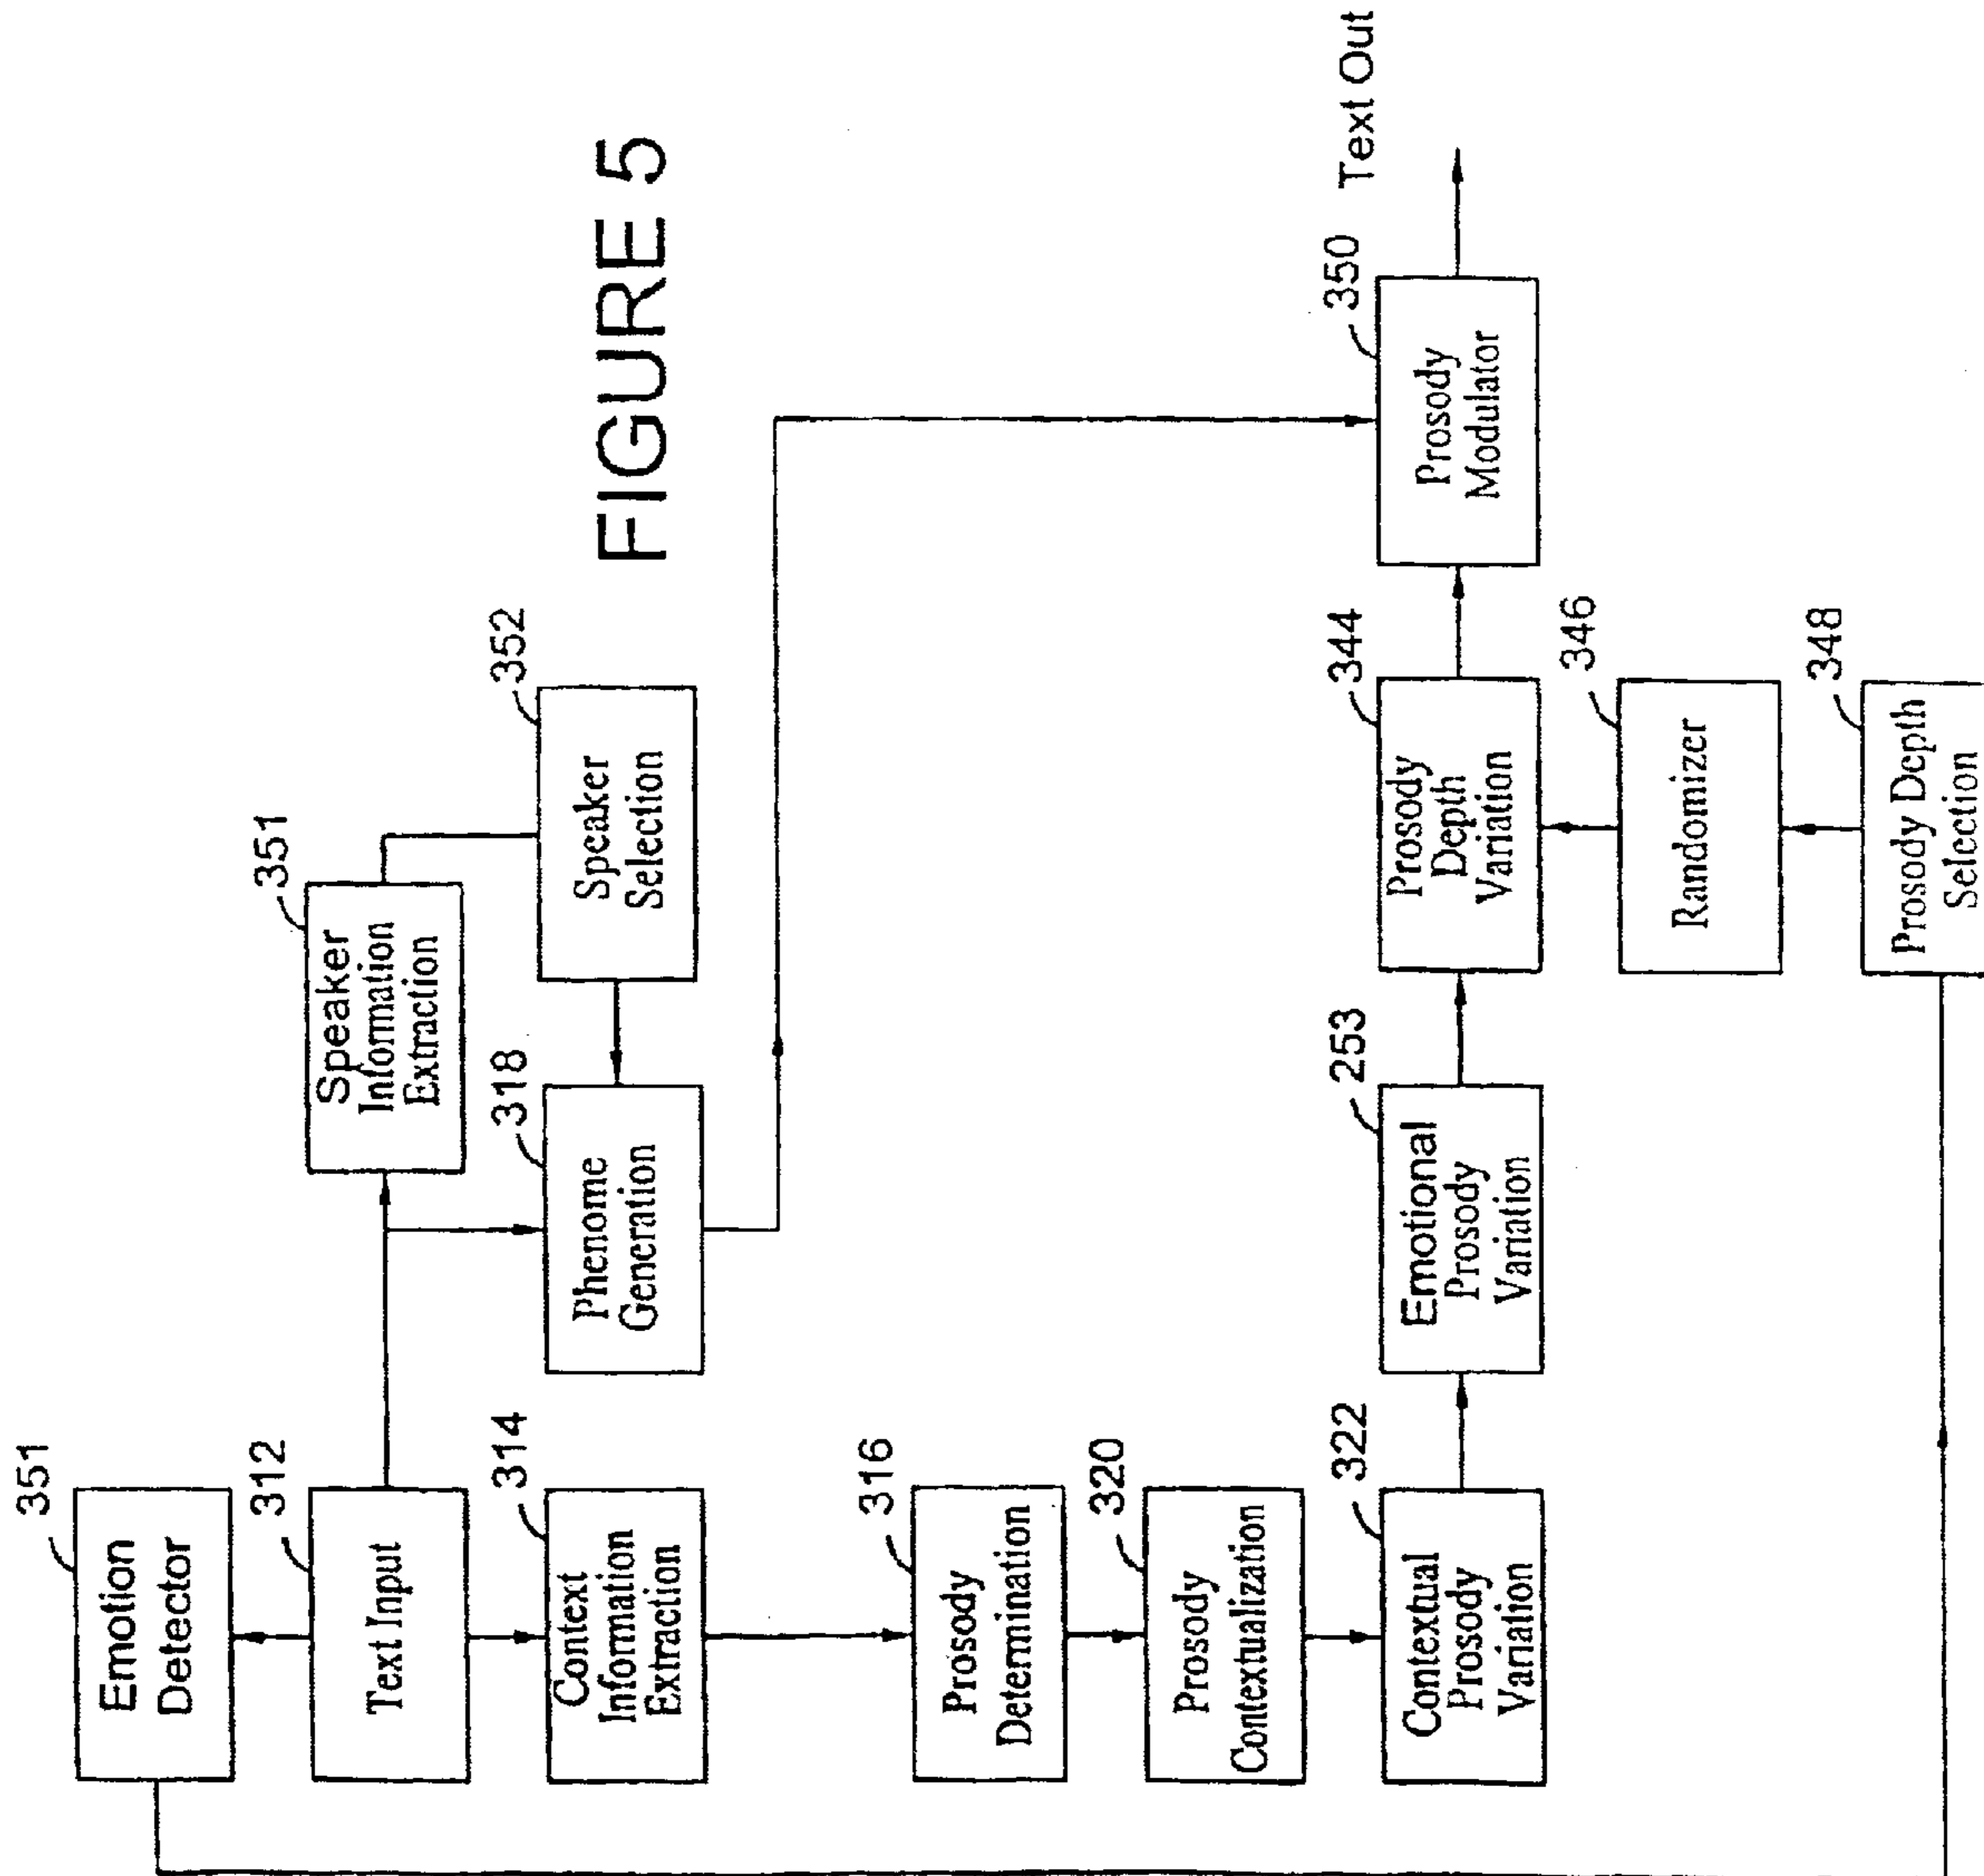 FIGURE 5
351
Emotion
Detector
312
Text Input
314
Context
Information
Extraction
351
Speaker
Information
Extraction
352
Speaker
Selection
318
Phenome
Generation
316
Prosody
Determination
320
Prosody
Contextualization
322
Contextual
Prosody
Variation
253
Emotional
Prosody
Variation
344
Prosody
Depth
Variation
346
Randomizer
348
Prosody Depth
Selection
350
Prosody
Modulator
Text Out